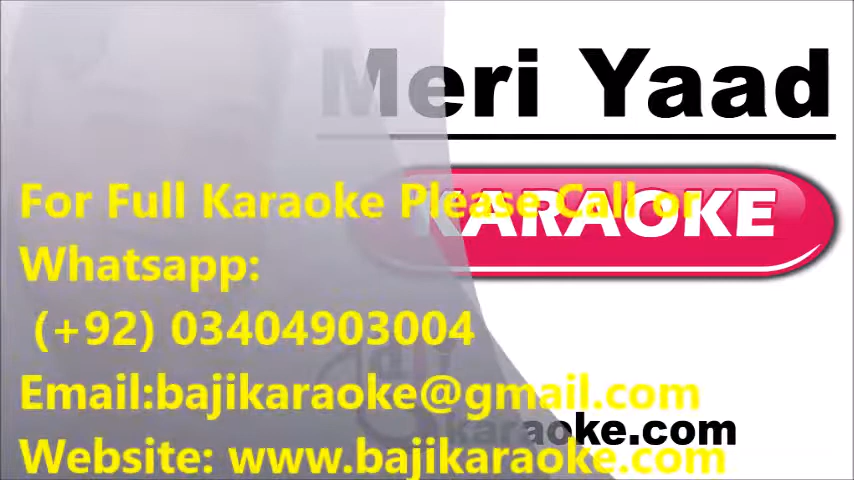 Meri Yaad
KARAOKE
For Full Karaoke Please Call or
Whatsapp:
(+92) 03404903004
Email:bajikaraoke@gmail.com
karaoke.com
Website: www.bajikaraoke.com